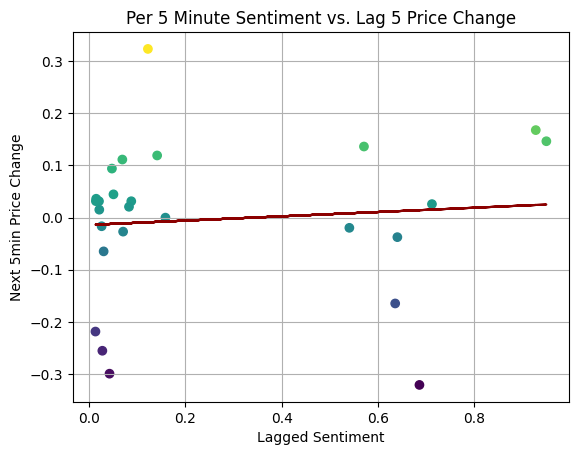 Per 5 Minute Sentiment vs. Lag 5 Price Change
Next 5min Price Change
0.3
0.2
0.1
0.0
−0.1
−0.2
−0.3
0.0 0.2 0.4 0.6 0.8
Lagged Sentiment